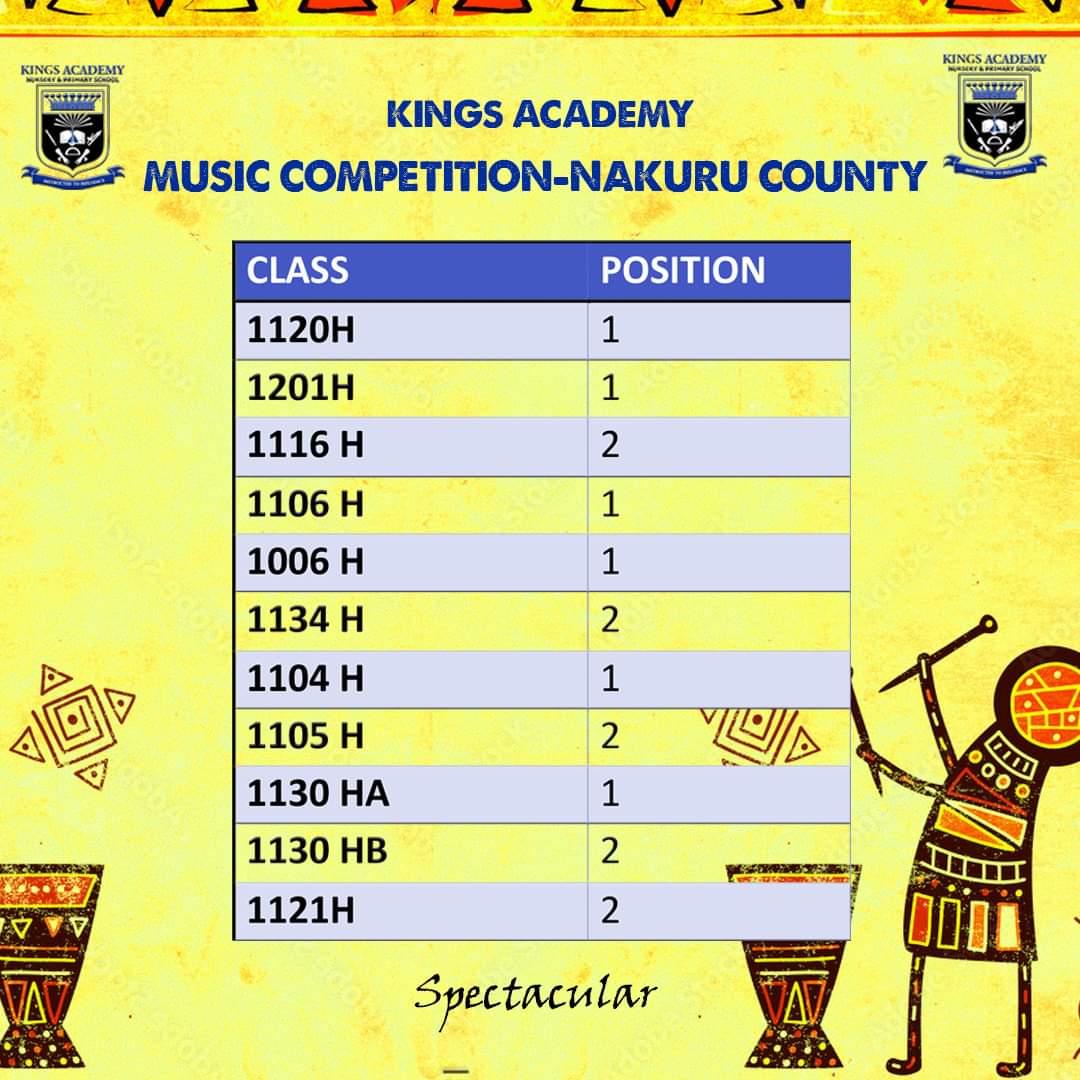 KINGS ACADEMY
NURSERY & PRIMARY SCHOOL
KINGS ACADEMY
NURSERY & PRIMARY SCHOOL
KINGS ACADEMY
MUSIC COMPETITION-NAKURU COUNTY
CLASS POSITION
1120H 1
1201H 1
1116 H 2
1106 H 1
1006 H 1
1134 H 2
1104 H 1
1105 H 2
1130 HA 1
1130 HB 2
1121H 2
Spectacular